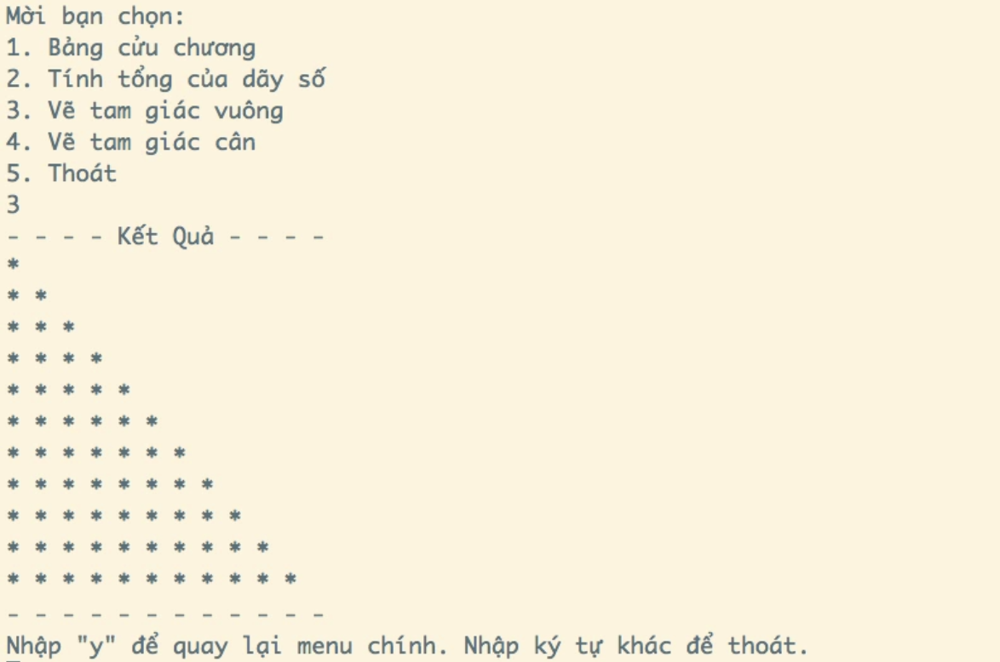 Mời bạn chọn:
1. Bảng cửu chương
2. Tính tổng của dãy số
3. Vẽ tam giác vuông
4. Vẽ tam giác cân
5. Thoát
3
- - - - Kết Quả - - - -
*
* *
* * *
* * * *
* * * * *
* * * * * *
* * * * * * *
* * * * * * * *
* * * * * * * * *
* * * * * * * * * *
* * * * * * * * * * *
- - - - - - - - - - - -
Nhập "y" để quay lại menu chính. Nhập ký tự khác để thoát.